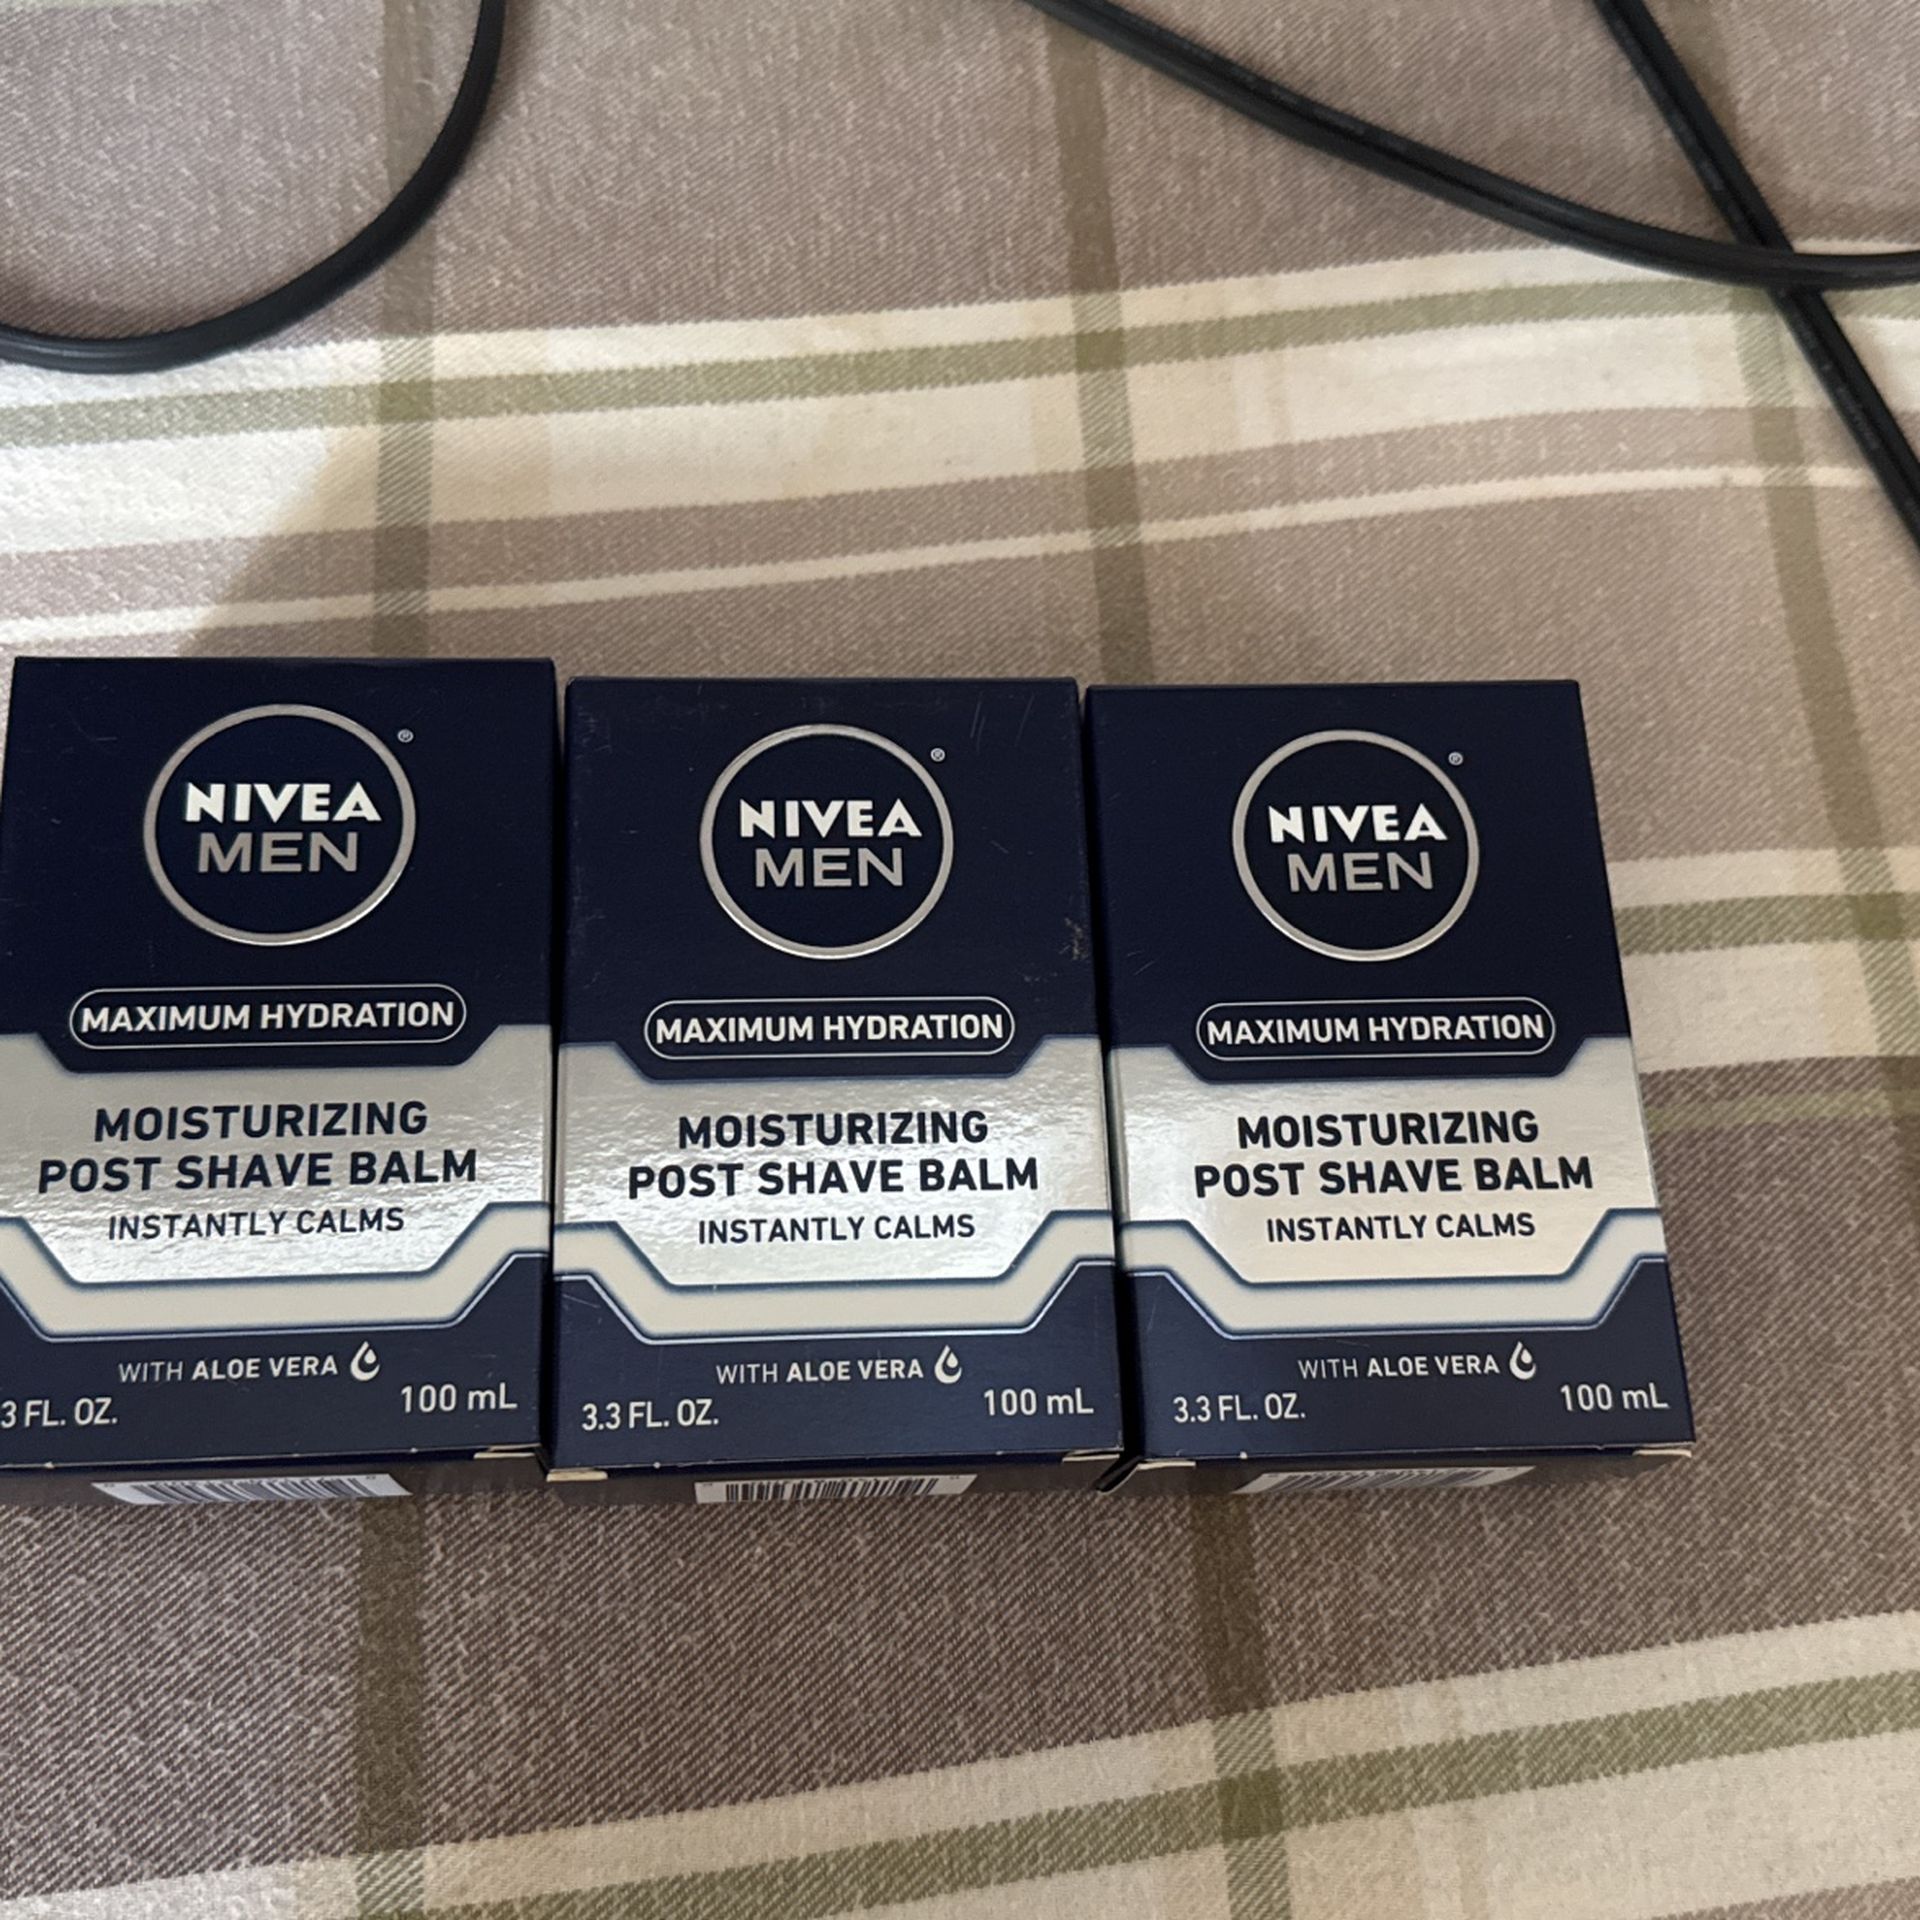 NIVEA
MEN
®
MAXIMUM HYDRATION
MOISTURIZING
POST SHAVE BALM
INSTANTLY CALMS
WITH ALOE VERA
3 FL. OZ.
100 mL
NIVEA
MEN
®
MAXIMUM HYDRATION
MOISTURIZING
POST SHAVE BALM
INSTANTLY CALMS
WITH ALOE VERA
3.3 FL. OZ.
100 mL
NIVEA
MEN
®
MAXIMUM HYDRATION
MOISTURIZING
POST SHAVE BALM
INSTANTLY CALMS
WITH ALOE VERA
3.3 FL. OZ.
100 mL